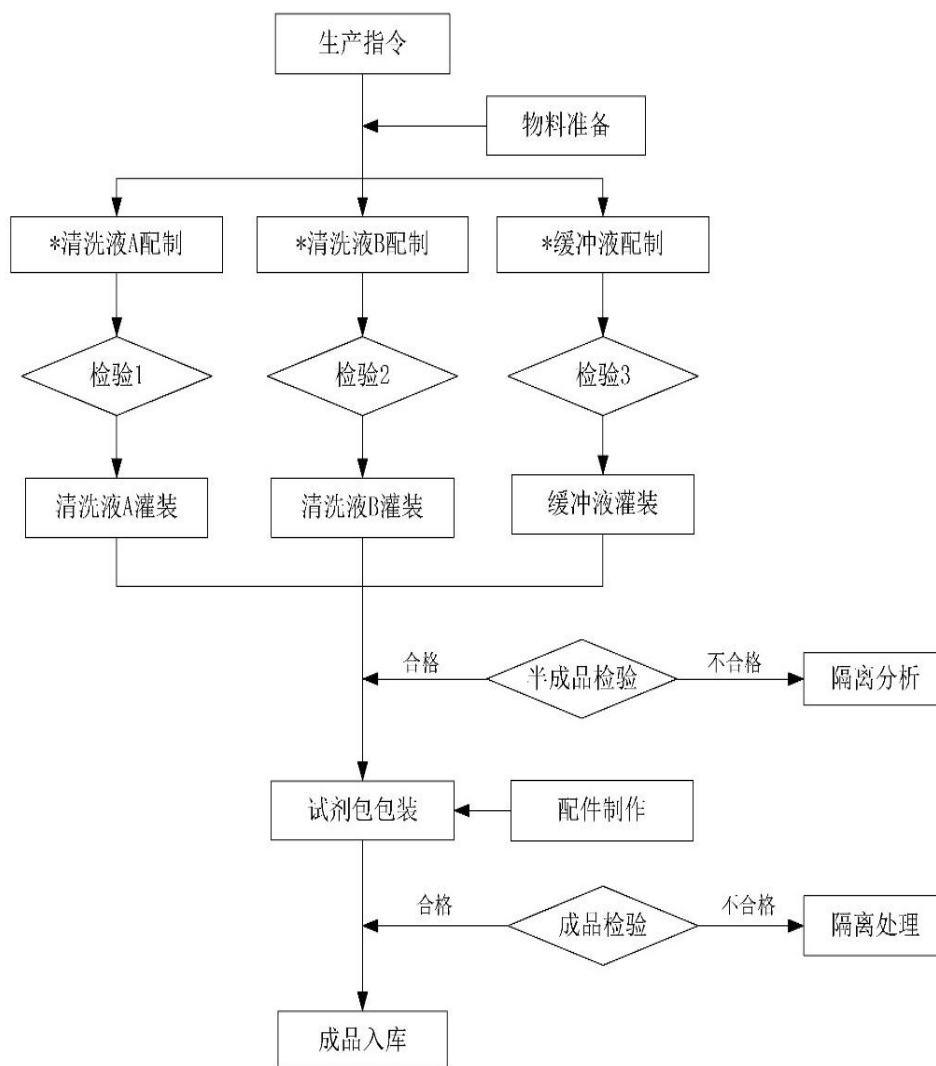 生产指令
物料准备
*清洗液A配制
*清洗液B配制
*缓冲液配制
检验1
检验2
检验3
清洗液A灌装
清洗液B灌装
缓冲液灌装
合格
半成品检验
不合格
隔离分析
试剂包包装
配件制作
合格
成品检验
不合格
隔离处理
成品入库